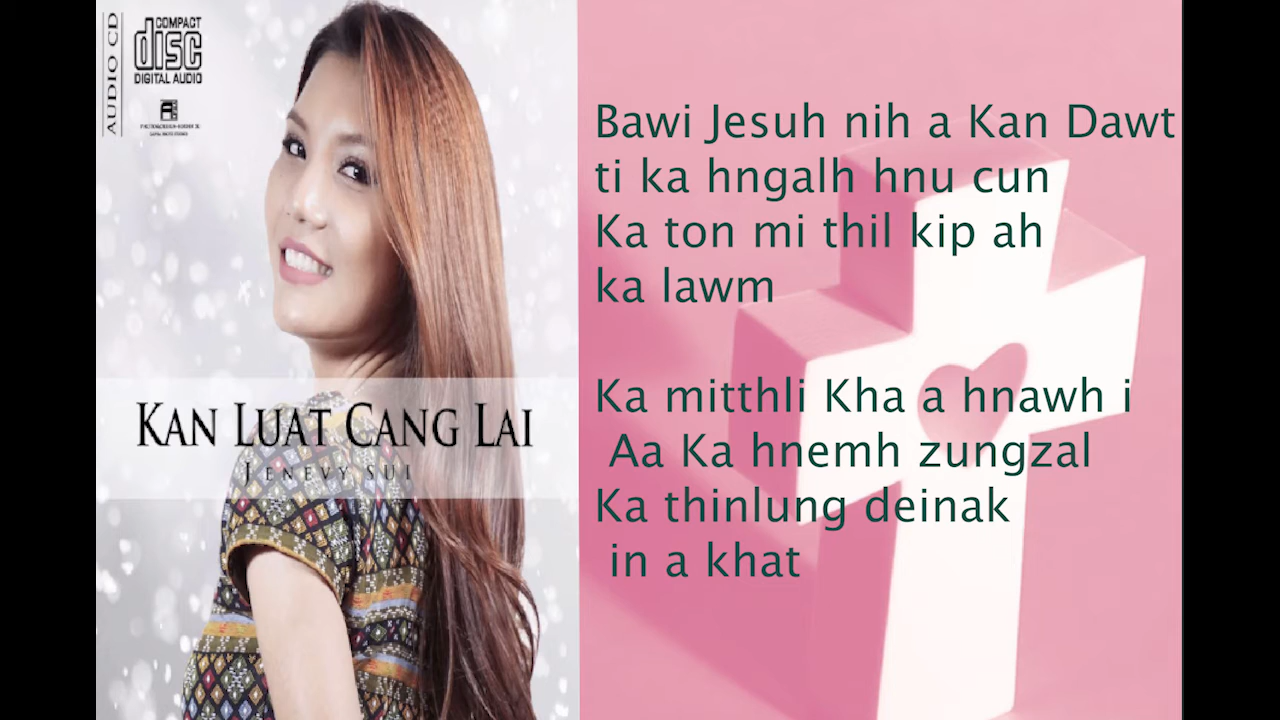 AUDIO CD
COMPACT
disc
DIGITAL AUDIO
KAN LUAT CANG LAI
JENEVY SUI
Bawi Jesuh nih a Kan Dawt
ti ka hngalh hnu cun
Ka ton mi thil kip ah
ka lawm
Ka mitthli Kha a hnawh i
Aa Ka hnemh zungzal
Ka thinlung deinak
in a khat